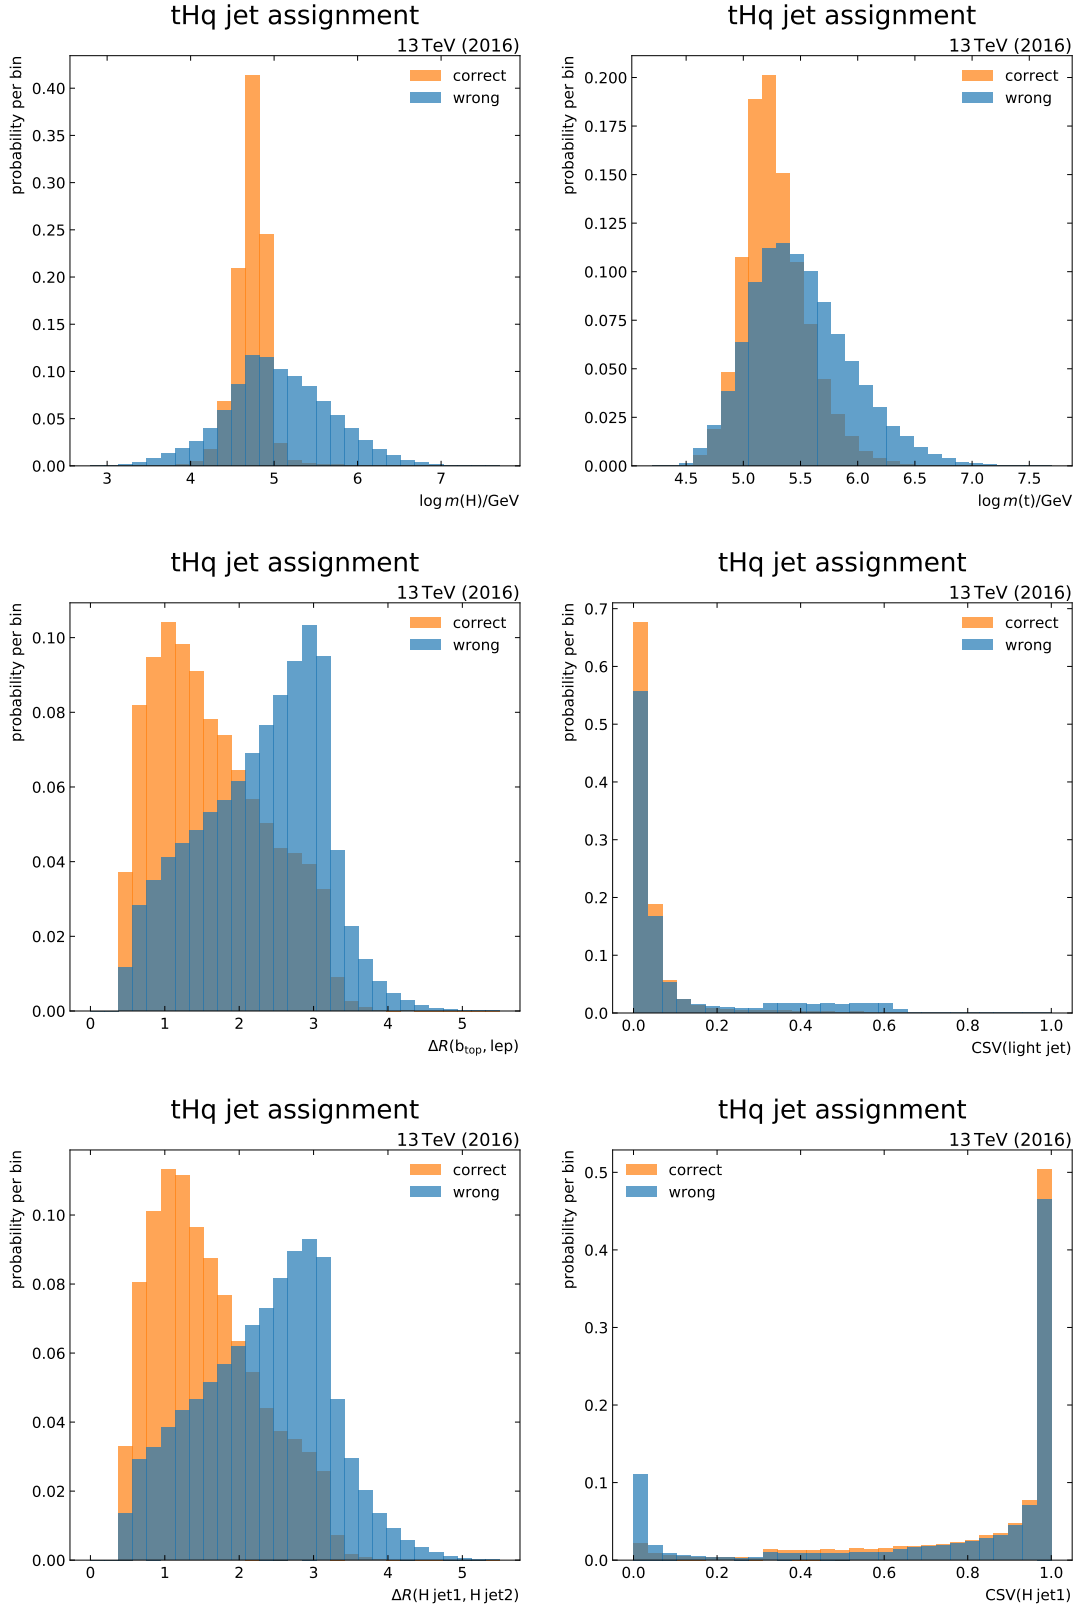 tHq jet assignment
13 TeV (2016)
probability per bin
correct
wrong
0.40
0.35
0.30
0.25
0.20
0.15
0.10
0.05
0.00
3 4 5 6 7
log m(H)/GeV
tHq jet assignment
13 TeV (2016)
probability per bin
correct
wrong
0.200
0.175
0.150
0.125
0.100
0.075
0.050
0.025
0.000
4.5 5.0 5.5 6.0 6.5 7.0 7.5
log m(t)/GeV
tHq jet assignment
13 TeV (2016)
probability per bin
correct
wrong
0.10
0.08
0.06
0.04
0.02
0.00
0 1 2 3 4 5
ΔR(b_top, lep)
tHq jet assignment
13 TeV (2016)
probability per bin
correct
wrong
0.7
0.6
0.5
0.4
0.3
0.2
0.1
0.0
0.0 0.2 0.4 0.6 0.8 1.0
CSV(light jet)
tHq jet assignment
13 TeV (2016)
probability per bin
correct
wrong
0.10
0.08
0.06
0.04
0.02
0.00
0 1 2 3 4 5
ΔR(H jet1, H jet2)
tHq jet assignment
13 TeV (2016)
probability per bin
correct
wrong
0.5
0.4
0.3
0.2
0.1
0.0
0.0 0.2 0.4 0.6 0.8 1.0
CSV(H jet1)